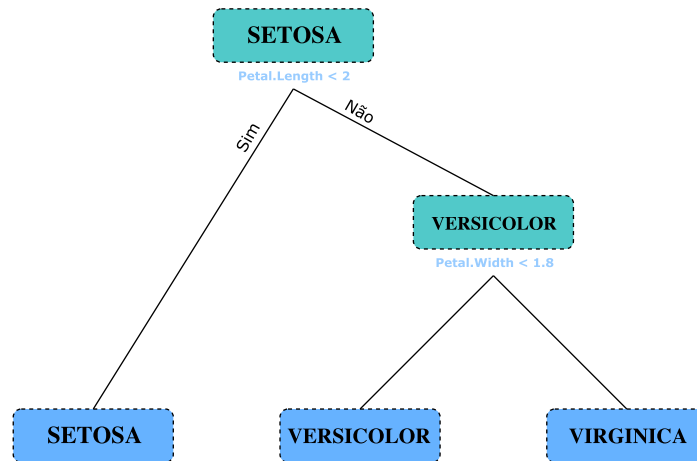 SETOSA
Petal.Length < 2
Sim
Não
VERSICOLOR
Petal.Width < 1.8
SETOSA
VERSICOLOR
VIRGINICA